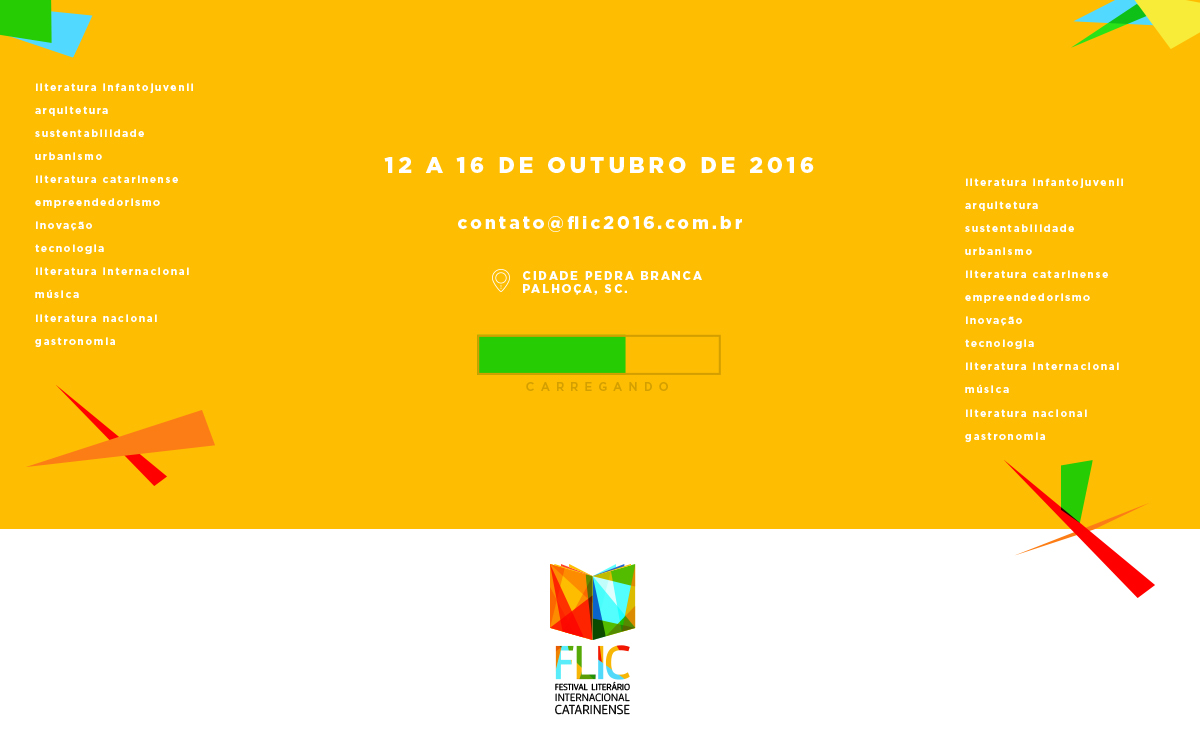 literatura infantojuvenil
arquitetura
sustentabilidade
urbanismo
literatura catarinense
empreendedorismo
inovação
tecnologia
literatura internacional
música
literatura nacional
gastronomia
12 A 16 DE OUTUBRO DE 2016
contato@flic2016.com.br
CIDADE PEDRA BRANCA
PALHOÇA, SC.
CARREGANDO
literatura infantojuvenil
arquitetura
sustentabilidade
urbanismo
literatura catarinense
empreendedorismo
inovação
tecnologia
literatura internacional
música
literatura nacional
gastronomia
FLIC
FESTIVAL LITERÁRIO
INTERNACIONAL
CATARINENSE